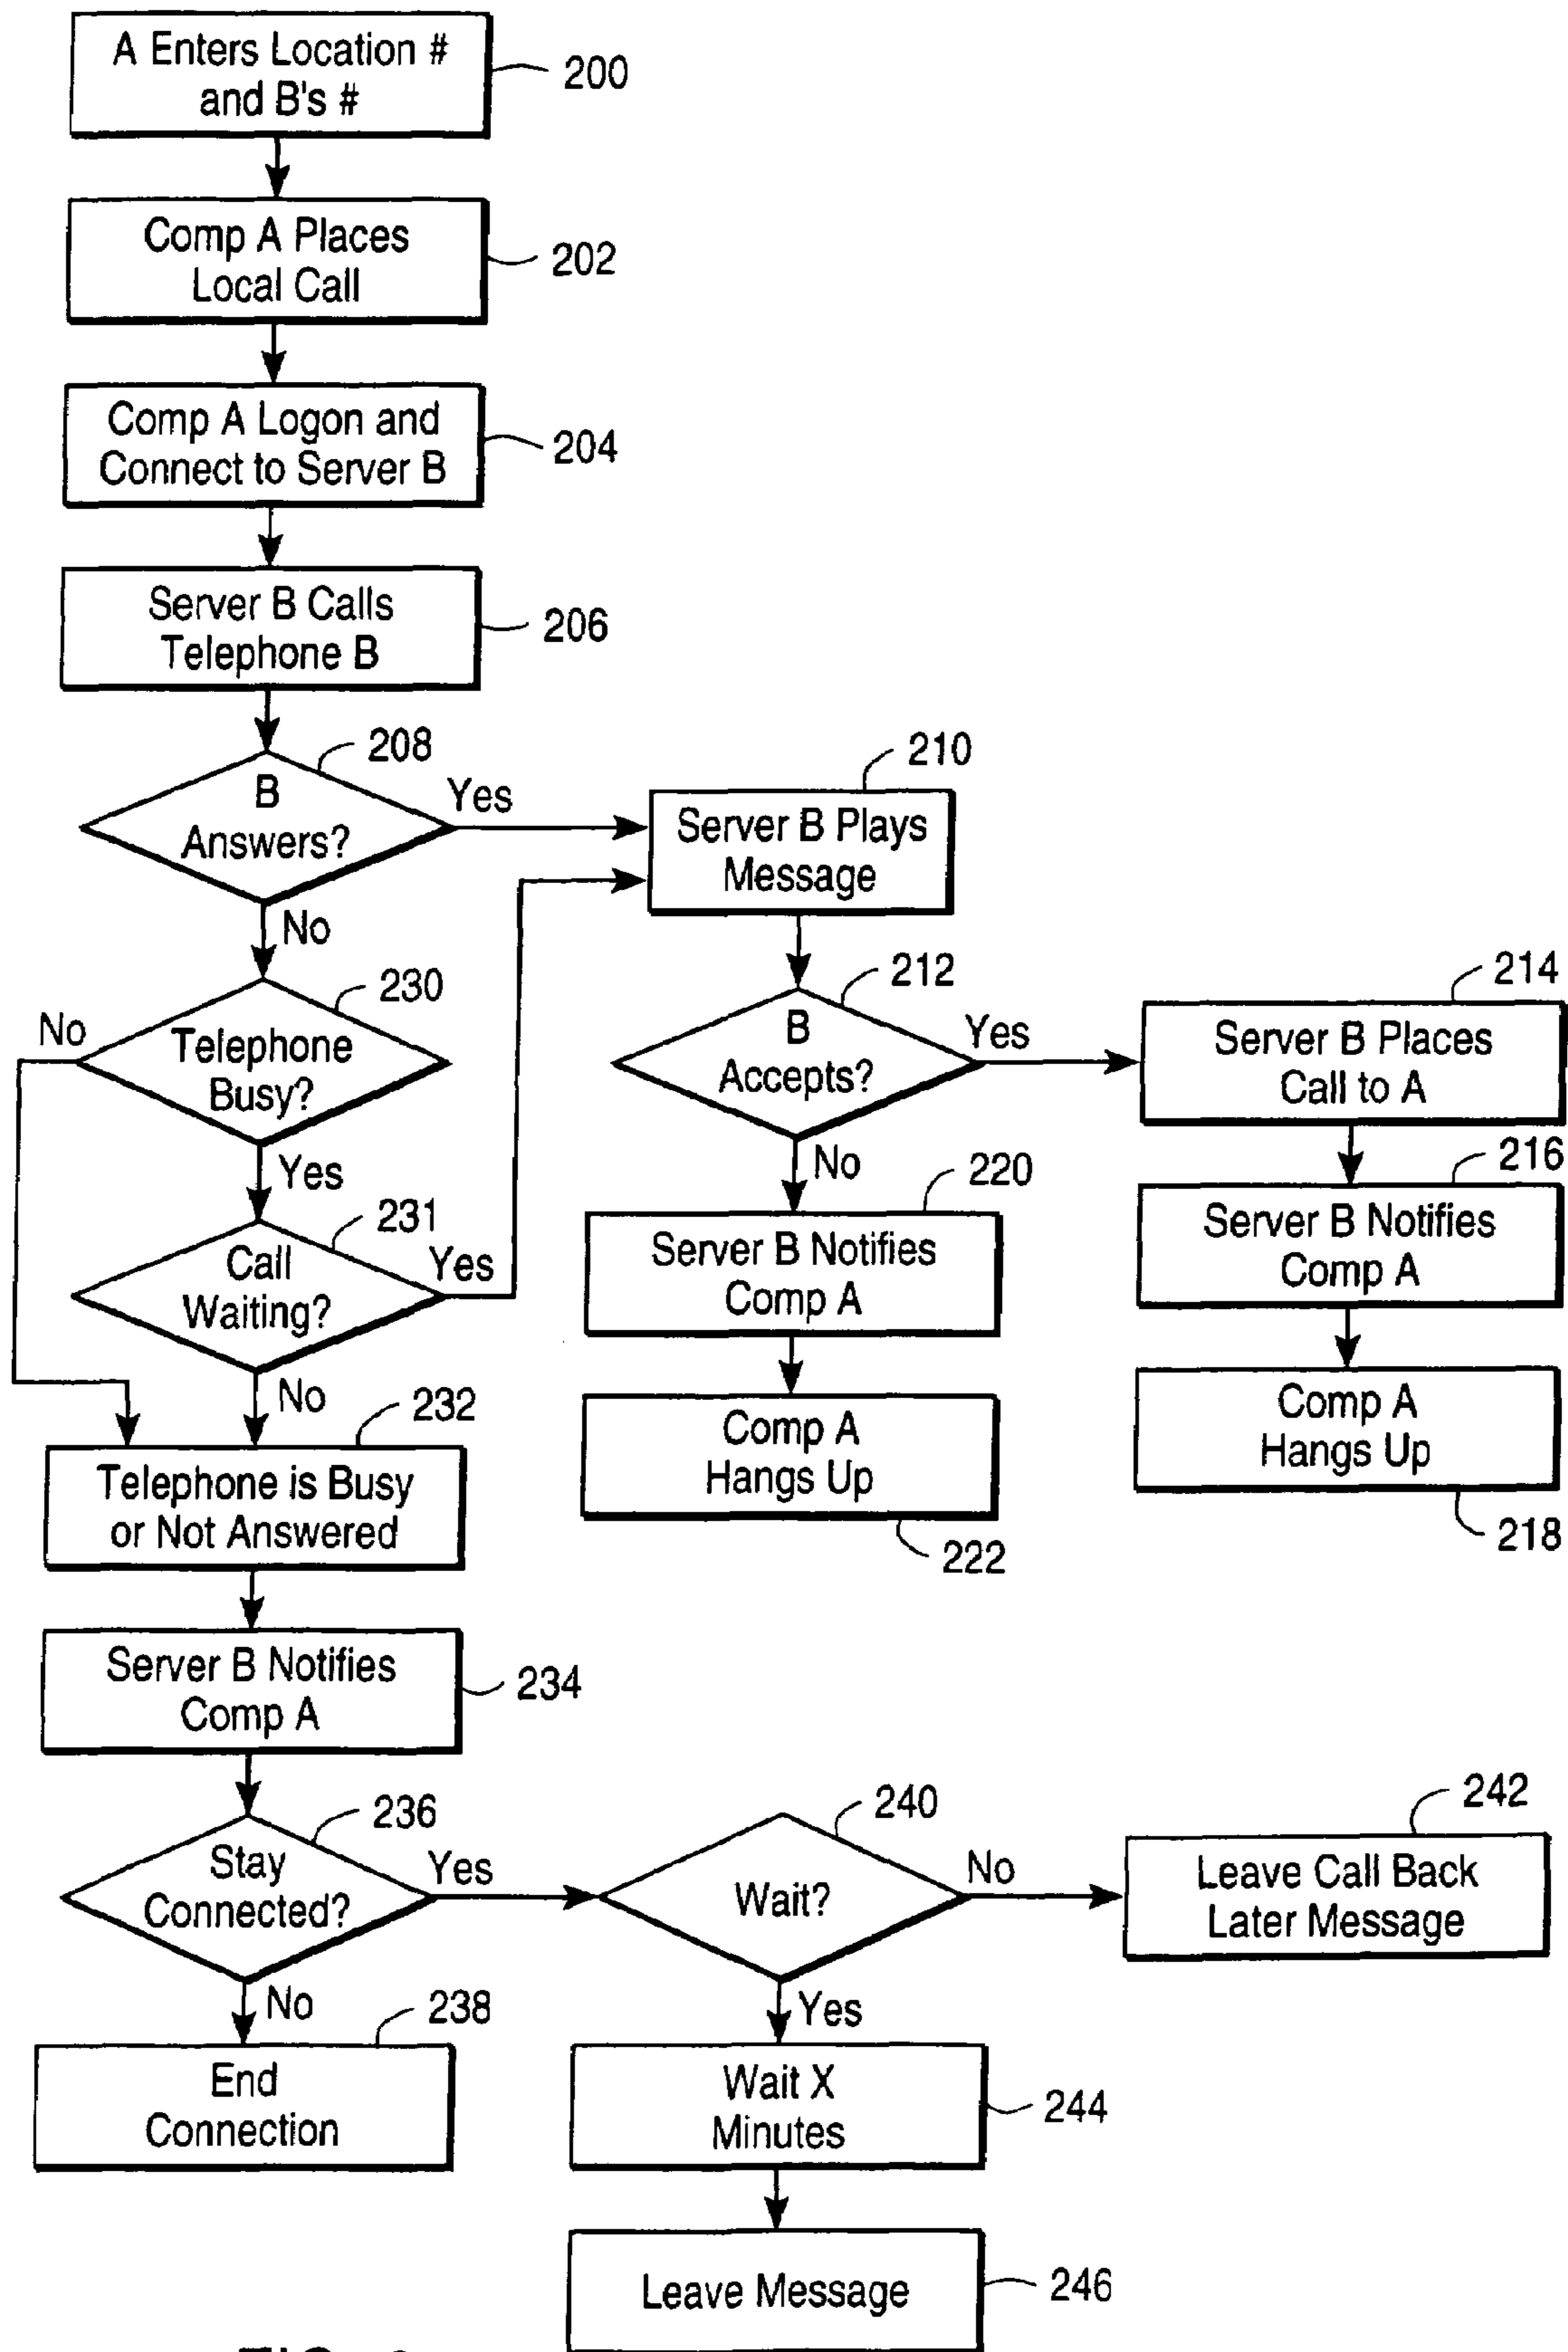 A Enters Location #
and B's #
200
Comp A Places
Local Call
202
Comp A Logon and
Connect to Server B
204
Server B Calls
Telephone B
206
208
B
Answers?
Yes
No
210
Server B Plays
Message
230
Telephone
Busy?
No
Yes
212
B
Accepts?
Yes
No
214
Server B Places
Call to A
216
Server B Notifies
Comp A
Comp A
Hangs Up
218
220
Server B Notifies
Comp A
Comp A
Hangs Up
222
231
Call
Waiting?
Yes
No
232
Telephone is Busy
or Not Answered
Server B Notifies
Comp A
234
236
Stay
Connected?
Yes
No
238
End
Connection
240
Wait?
No
Yes
242
Leave Call Back
Later Message
Wait X
Minutes
244
Leave Message
246